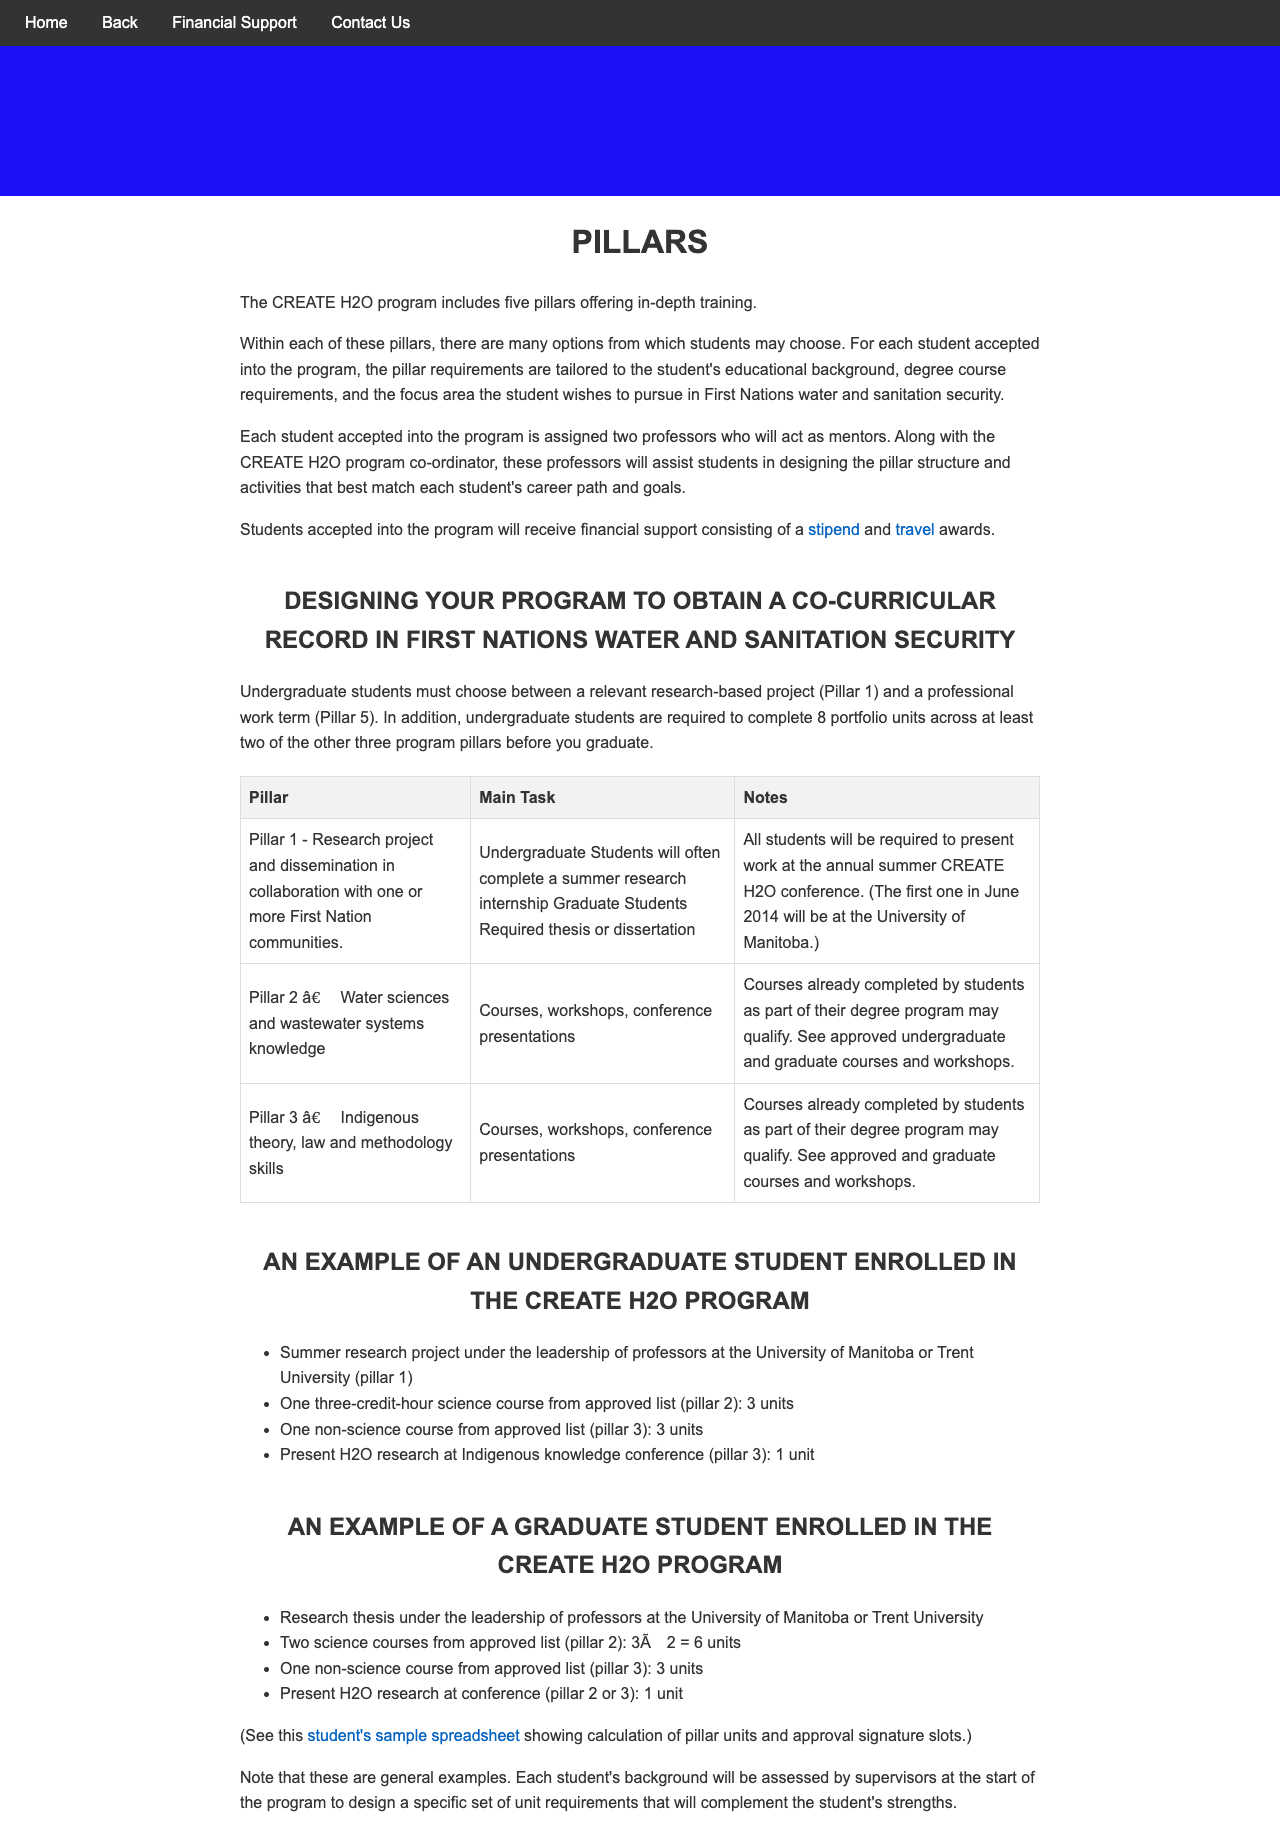 Home Back Financial Support Contact Us
PILLARS
The CREATE H2O program includes five pillars offering in-depth training.
Within each of these pillars, there are many options from which students may choose. For each student accepted
into the program, the pillar requirements are tailored to the student's educational background, degree course
requirements, and the focus area the student wishes to pursue in First Nations water and sanitation security.
Each student accepted into the program is assigned two professors who will act as mentors. Along with the
CREATE H2O program co-ordinator, these professors will assist students in designing the pillar structure and
activities that best match each student's career path and goals.
Students accepted into the program will receive financial support consisting of a stipend and travel awards.
DESIGNING YOUR PROGRAM TO OBTAIN A CO-CURRICULAR
RECORD IN FIRST NATIONS WATER AND SANITATION SECURITY
Undergraduate students must choose between a relevant research-based project (Pillar 1) and a professional
work term (Pillar 5). In addition, undergraduate students are required to complete 8 portfolio units across at least
two of the other three program pillars before you graduate.
Pillar Main Task Notes
Pillar 1 - Research project
and dissemination in
collaboration with one or
more First Nation
communities.
Undergraduate Students will often
complete a summer research
internship Graduate Students
Required thesis or dissertation
All students will be required to present
work at the annual summer CREATE
H2O conference. (The first one in June
2014 will be at the University of
Manitoba.)
Pillar 2 â€ Water sciences
and wastewater systems
knowledge
Courses, workshops, conference
presentations
Courses already completed by students
as part of their degree program may
qualify. See approved undergraduate
and graduate courses and workshops.
Pillar 3 â€ Indigenous
theory, law and methodology
skills
Courses, workshops, conference
presentations
Courses already completed by students
as part of their degree program may
qualify. See approved and graduate
courses and workshops.
AN EXAMPLE OF AN UNDERGRADUATE STUDENT ENROLLED IN
THE CREATE H2O PROGRAM
• Summer research project under the leadership of professors at the University of Manitoba or Trent
University (pillar 1)
• One three-credit-hour science course from approved list (pillar 2): 3 units
• One non-science course from approved list (pillar 3): 3 units
• Present H2O research at Indigenous knowledge conference (pillar 3): 1 unit
AN EXAMPLE OF A GRADUATE STUDENT ENROLLED IN THE
CREATE H2O PROGRAM
• Research thesis under the leadership of professors at the University of Manitoba or Trent University
• Two science courses from approved list (pillar 2): 3Ã 2 = 6 units
• One non-science course from approved list (pillar 3): 3 units
• Present H2O research at conference (pillar 2 or 3): 1 unit
(See this student's sample spreadsheet showing calculation of pillar units and approval signature slots.)
Note that these are general examples. Each student's background will be assessed by supervisors at the start of
the program to design a specific set of unit requirements that will complement the student's strengths.